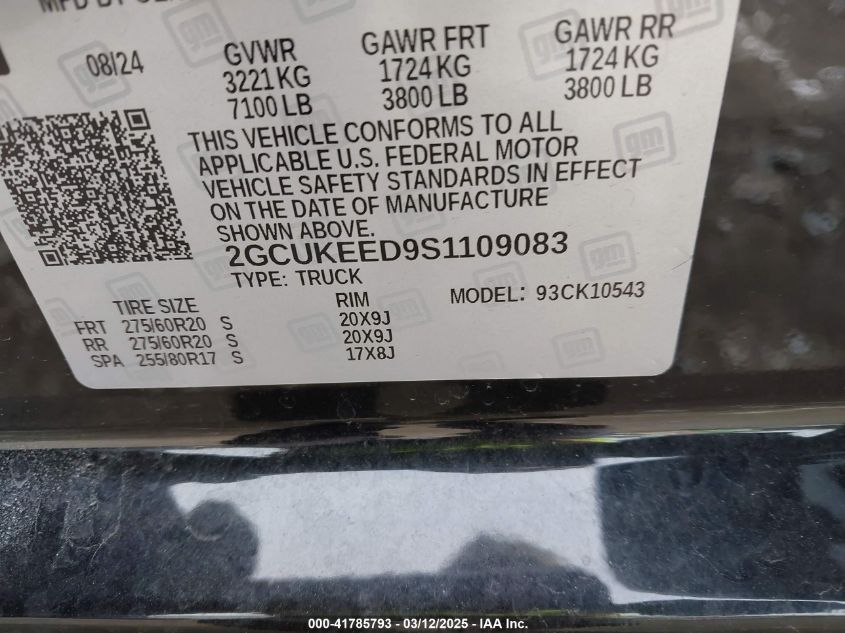 MFD BY
08/24
GVWR GAWR FRT GAWR RR
3221 KG 1724 KG 1724 KG
7100 LB 3800 LB 3800 LB
THIS VEHICLE CONFORMS TO ALL
APPLICABLE U.S. FEDERAL MOTOR
VEHICLE SAFETY STANDARDS IN EFFECT
ON THE DATE OF MANUFACTURE
SHOWN ABOVE.
2GCUKEED9S1109083
TYPE: TRUCK
MODEL: 93CK10543
TIRE SIZE RIM
FRT 275/60R20 S 20X9J
RR 275/60R20 S 20X9J
SPA 255/80R17 S 17X8J
gm
000-41785793 - 03/12/2025 - IAA Inc.